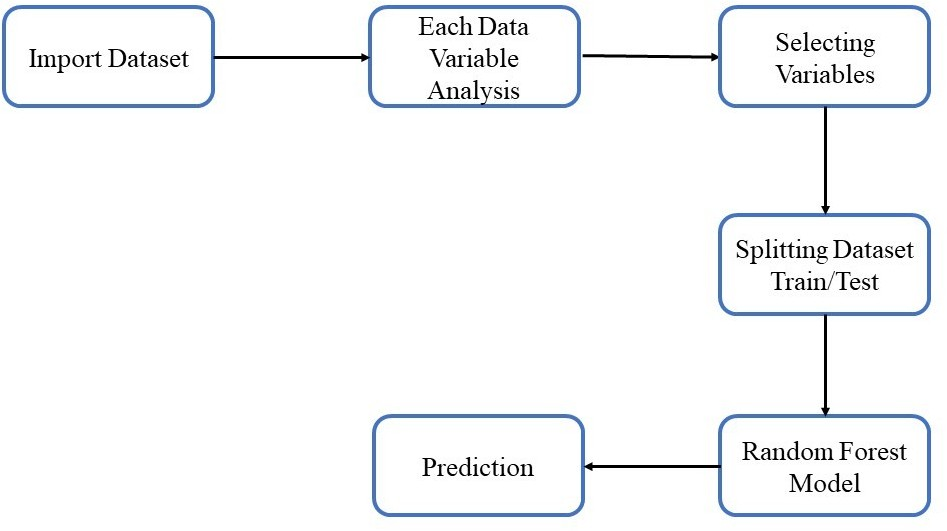 Import Dataset
Each Data
Variable
Analysis
Selecting
Variables
Splitting Dataset
Train/Test
Random Forest
Model
Prediction